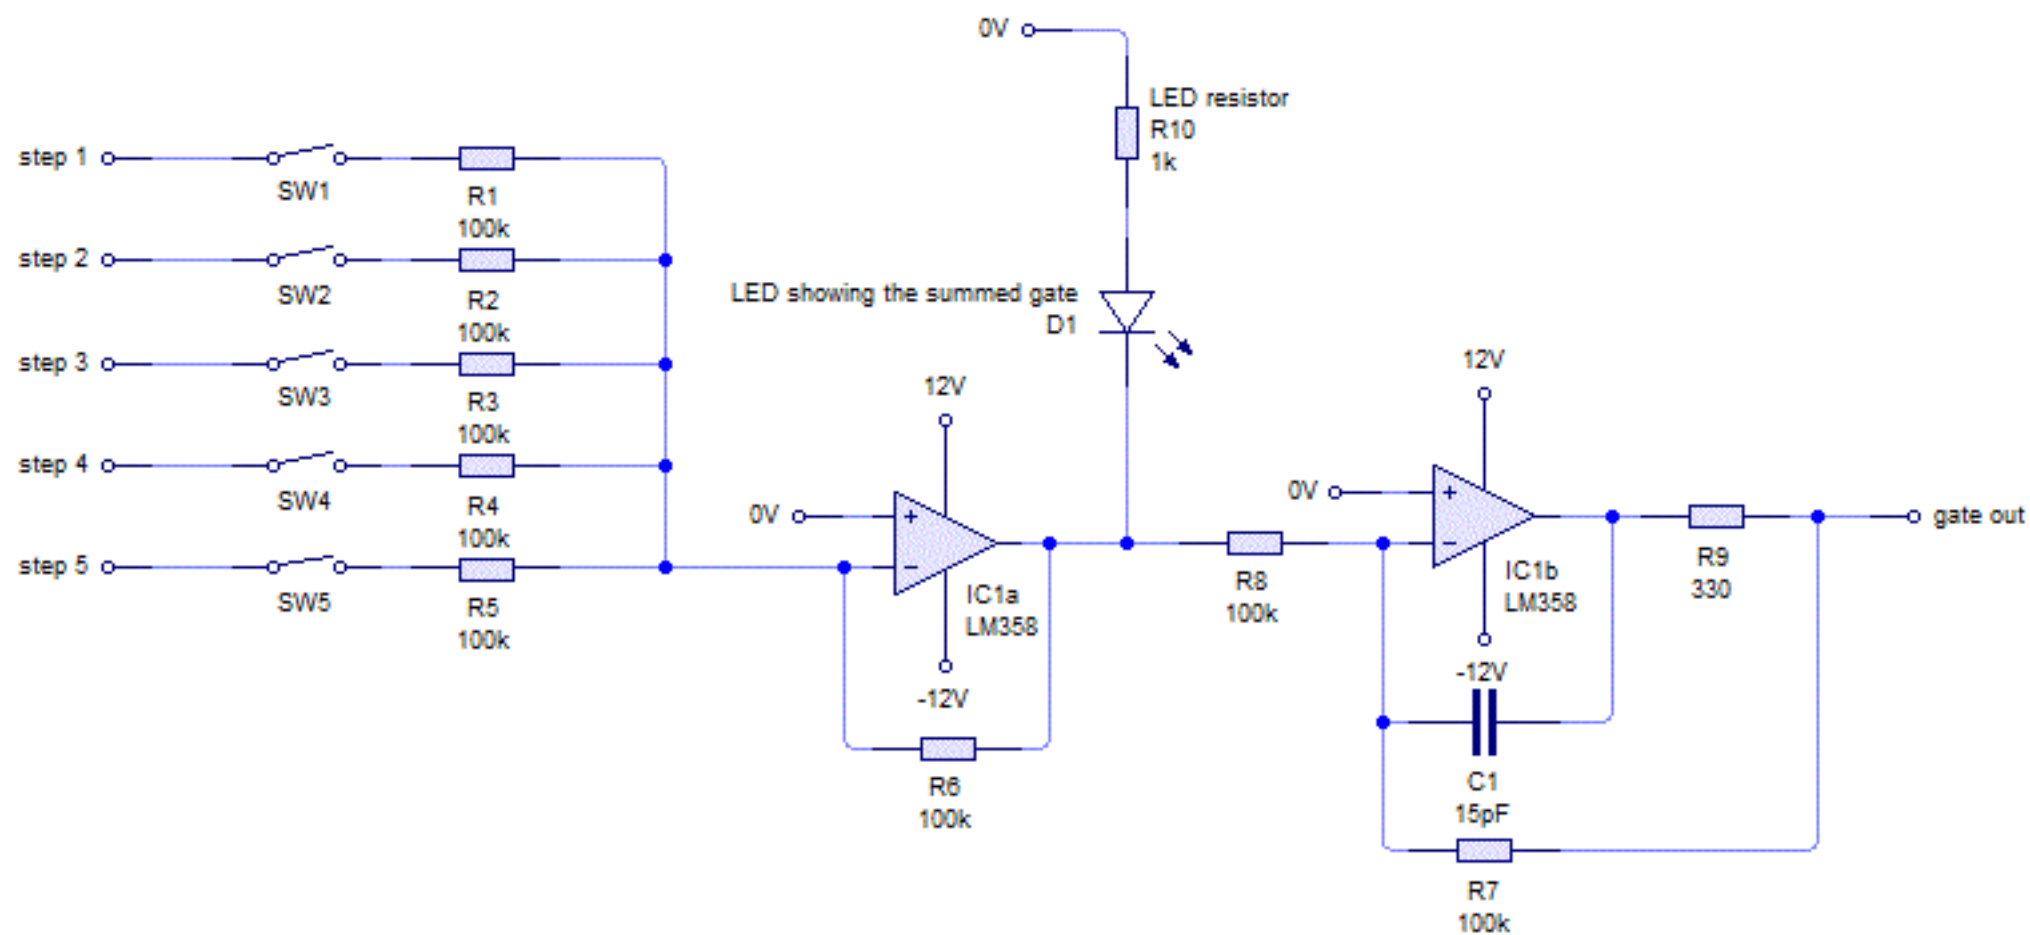 0V
LED resistor
R10
1k
step 1
SW1
R1
100k
step 2
SW2
R2
100k
LED showing the summed gate
D1
step 3
SW3
R3
100k
step 4
SW4
R4
100k
step 5
SW5
R5
100k
12V
0V
+
−
IC1a
LM358
-12V
R6
100k
R8
100k
12V
0V
+
−
IC1b
LM358
-12V
C1
15pF
R7
100k
R9
330
gate out